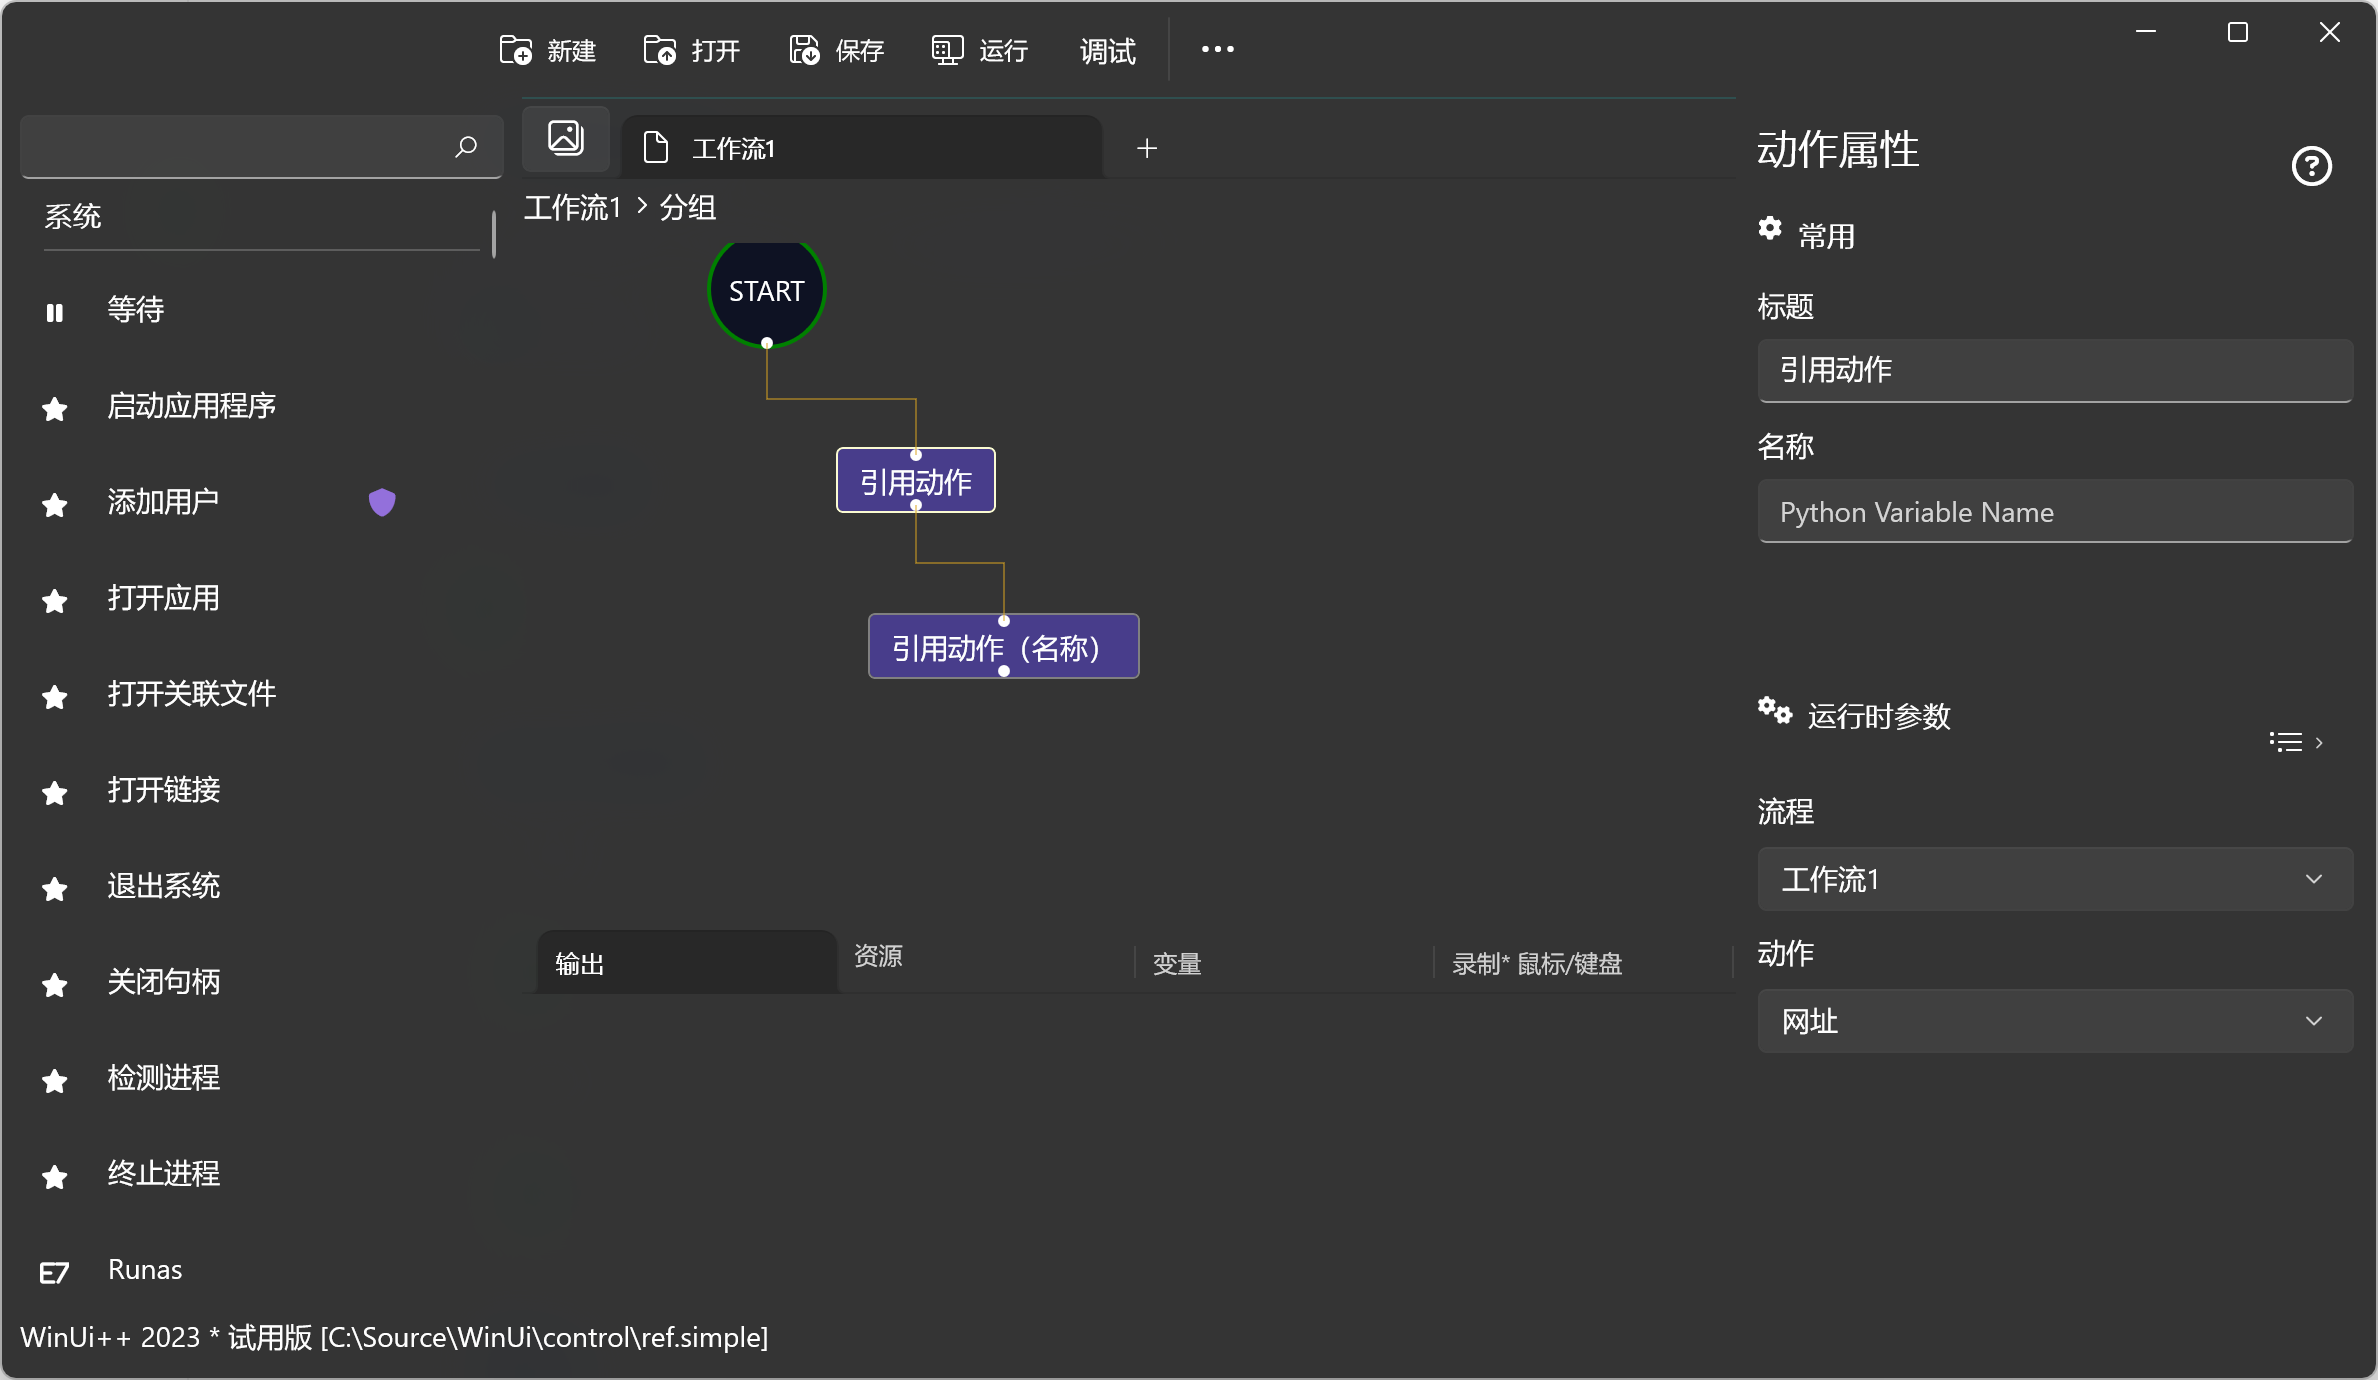 新建 打开 保存 运行 调试
工作流1
工作流1 > 分组
系统
等待
启动应用程序
添加用户
打开应用
打开关联文件
打开链接
退出系统
关闭句柄
检测进程
终止进程
Runas
START
引用动作
引用动作（名称）
输出 资源 变量 录制* 鼠标/键盘
动作属性
常用
标题
引用动作
名称
Python Variable Name
运行时参数
流程
工作流1
动作
网址
WinUi++ 2023 * 试用版 [C:\Source\WinUi\control\ref.simple]